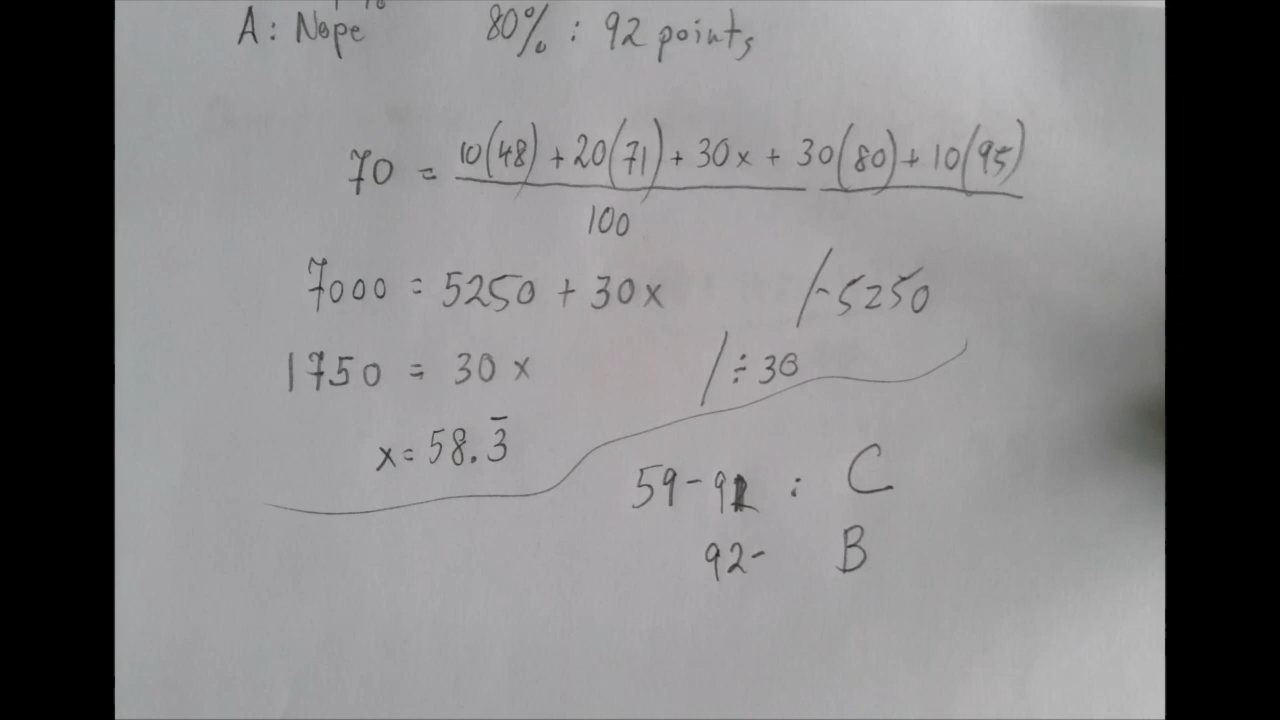 A: Nope 80% : 92 points
70 = 10(48) + 20(71) + 30x + 30(80) + 10(95)
100
7000 = 5250 + 30x /-5250
1750 = 30x /÷30
x = 58.3̅
59-91 : C
92- B